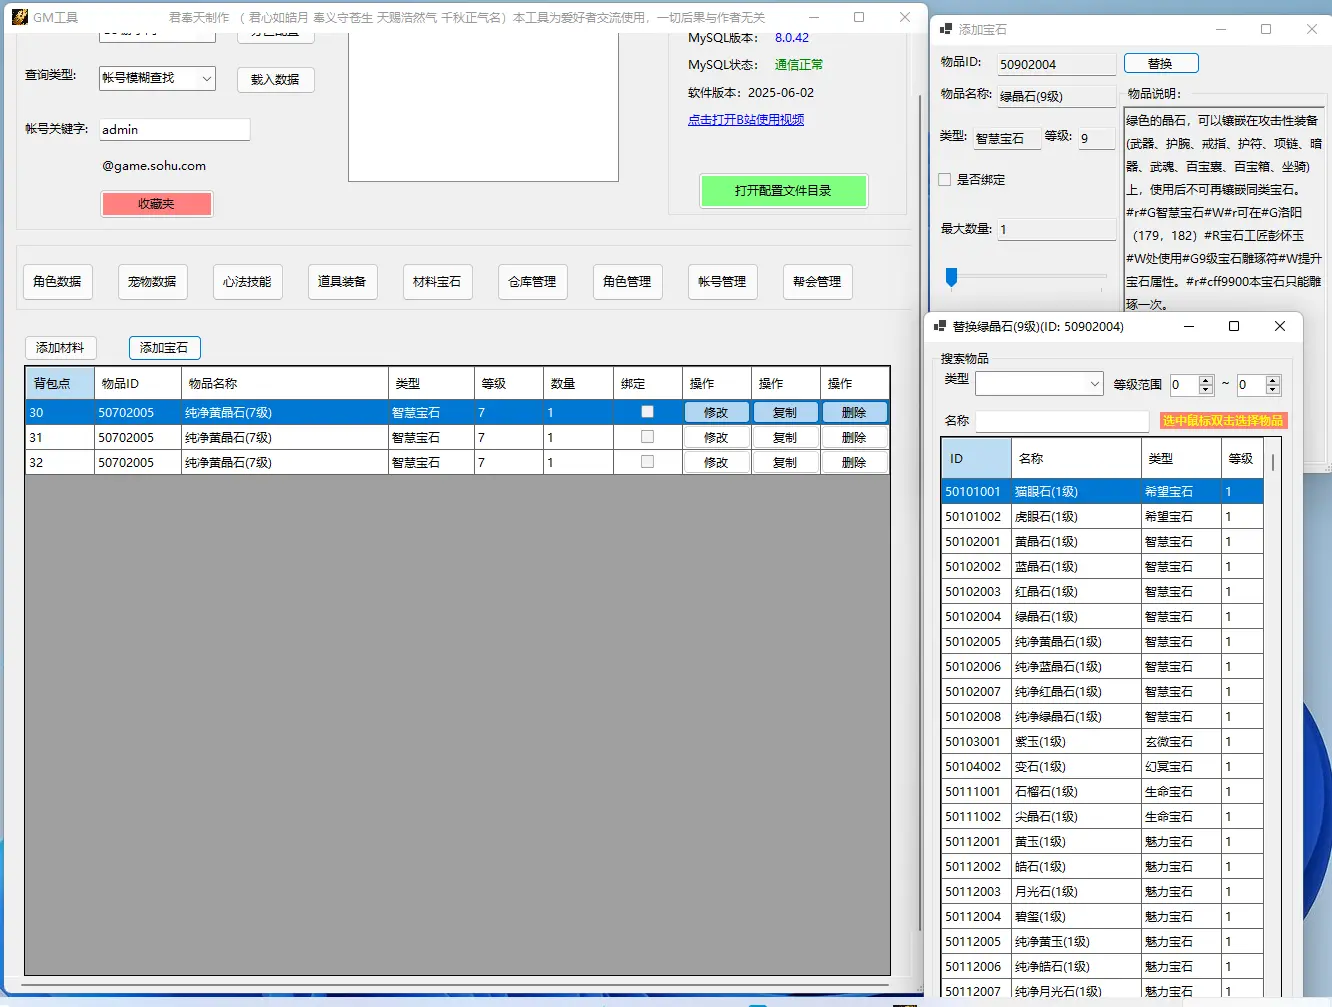 GM工具
君奉天制作 （ 君心如皓月 奉义守苍生 天赐浩然气 千秋正气名）本工具为爱好者交流使用，一切后果与作者无关
查询类型:
帐号模糊查找
载入数据
帐号关键字:
admin
@game.sohu.com
收藏夹
MySQL版本: 8.0.42
MySQL状态: 通信正常
软件版本: 2025-06-02
点击打开B站使用视频
打开配置文件目录
角色数据 宠物数据 心法技能 道具装备 材料宝石 仓库管理 角色管理 帐号管理 帮会管理
添加材料 添加宝石
背包点 物品ID 物品名称 类型 等级 数量 绑定 操作 操作 操作
30 50702005 纯净黄晶石(7级) 智慧宝石 7 1 修改 复制 删除
31 50702005 纯净黄晶石(7级) 智慧宝石 7 1 修改 复制 删除
32 50702005 纯净黄晶石(7级) 智慧宝石 7 1 修改 复制 删除
添加宝石
物品ID: 50902004 替换
物品名称: 绿晶石(9级)
类型: 智慧宝石 等级: 9
是否绑定
最大数量: 1
物品说明:
绿色的晶石，可以镶嵌在攻击性装备
(武器、护腕、戒指、护符、项链、暗
器、武魂、百宝囊、百宝箱、坐骑)
上，使用后不可再镶嵌同类宝石。
#r#G智慧宝石#W#r可在#G洛阳
（179，182）#R宝石工匠彭怀玉
#W处使用#G9级宝石雕琢符#W提升
宝石属性。#r#cff9900本宝石只能雕
琢一次。
替换绿晶石(9级)(ID: 50902004)
搜索物品
类型 等级范围 0 ~ 0
名称 选中鼠标双击选择物品
ID 名称 类型 等级
50101001 猫眼石(1级) 希望宝石 1
50101002 虎眼石(1级) 希望宝石 1
50102001 黄晶石(1级) 智慧宝石 1
50102002 蓝晶石(1级) 智慧宝石 1
50102003 红晶石(1级) 智慧宝石 1
50102004 绿晶石(1级) 智慧宝石 1
50102005 纯净黄晶石(1级) 智慧宝石 1
50102006 纯净蓝晶石(1级) 智慧宝石 1
50102007 纯净红晶石(1级) 智慧宝石 1
50102008 纯净绿晶石(1级) 智慧宝石 1
50103001 紫玉(1级) 玄微宝石 1
50104002 变石(1级) 幻冥宝石 1
50111001 石榴石(1级) 生命宝石 1
50111002 尖晶石(1级) 生命宝石 1
50112001 黄玉(1级) 魅力宝石 1
50112002 皓石(1级) 魅力宝石 1
50112003 月光石(1级) 魅力宝石 1
50112004 碧玺(1级) 魅力宝石 1
50112005 纯净黄玉(1级) 魅力宝石 1
50112006 纯净皓石(1级) 魅力宝石 1
50112007 纯净月光石(1级) 魅力宝石 1